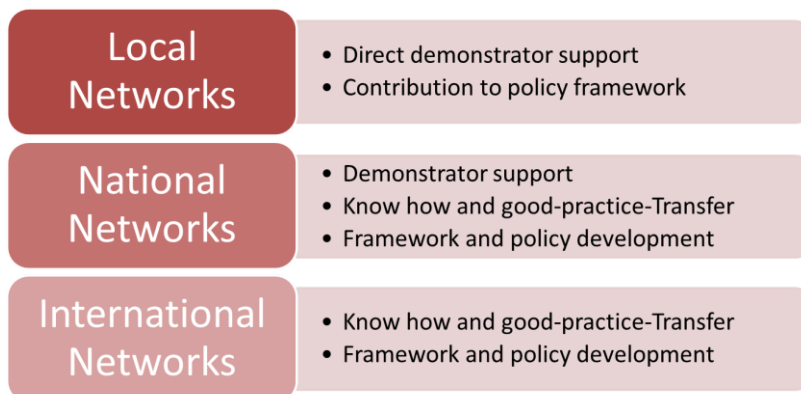 Local
Networks
• Direct demonstrator support
• Contribution to policy framework
National
Networks
• Demonstrator support
• Know how and good-practice-Transfer
• Framework and policy development
International
Networks
• Know how and good-practice-Transfer
• Framework and policy development